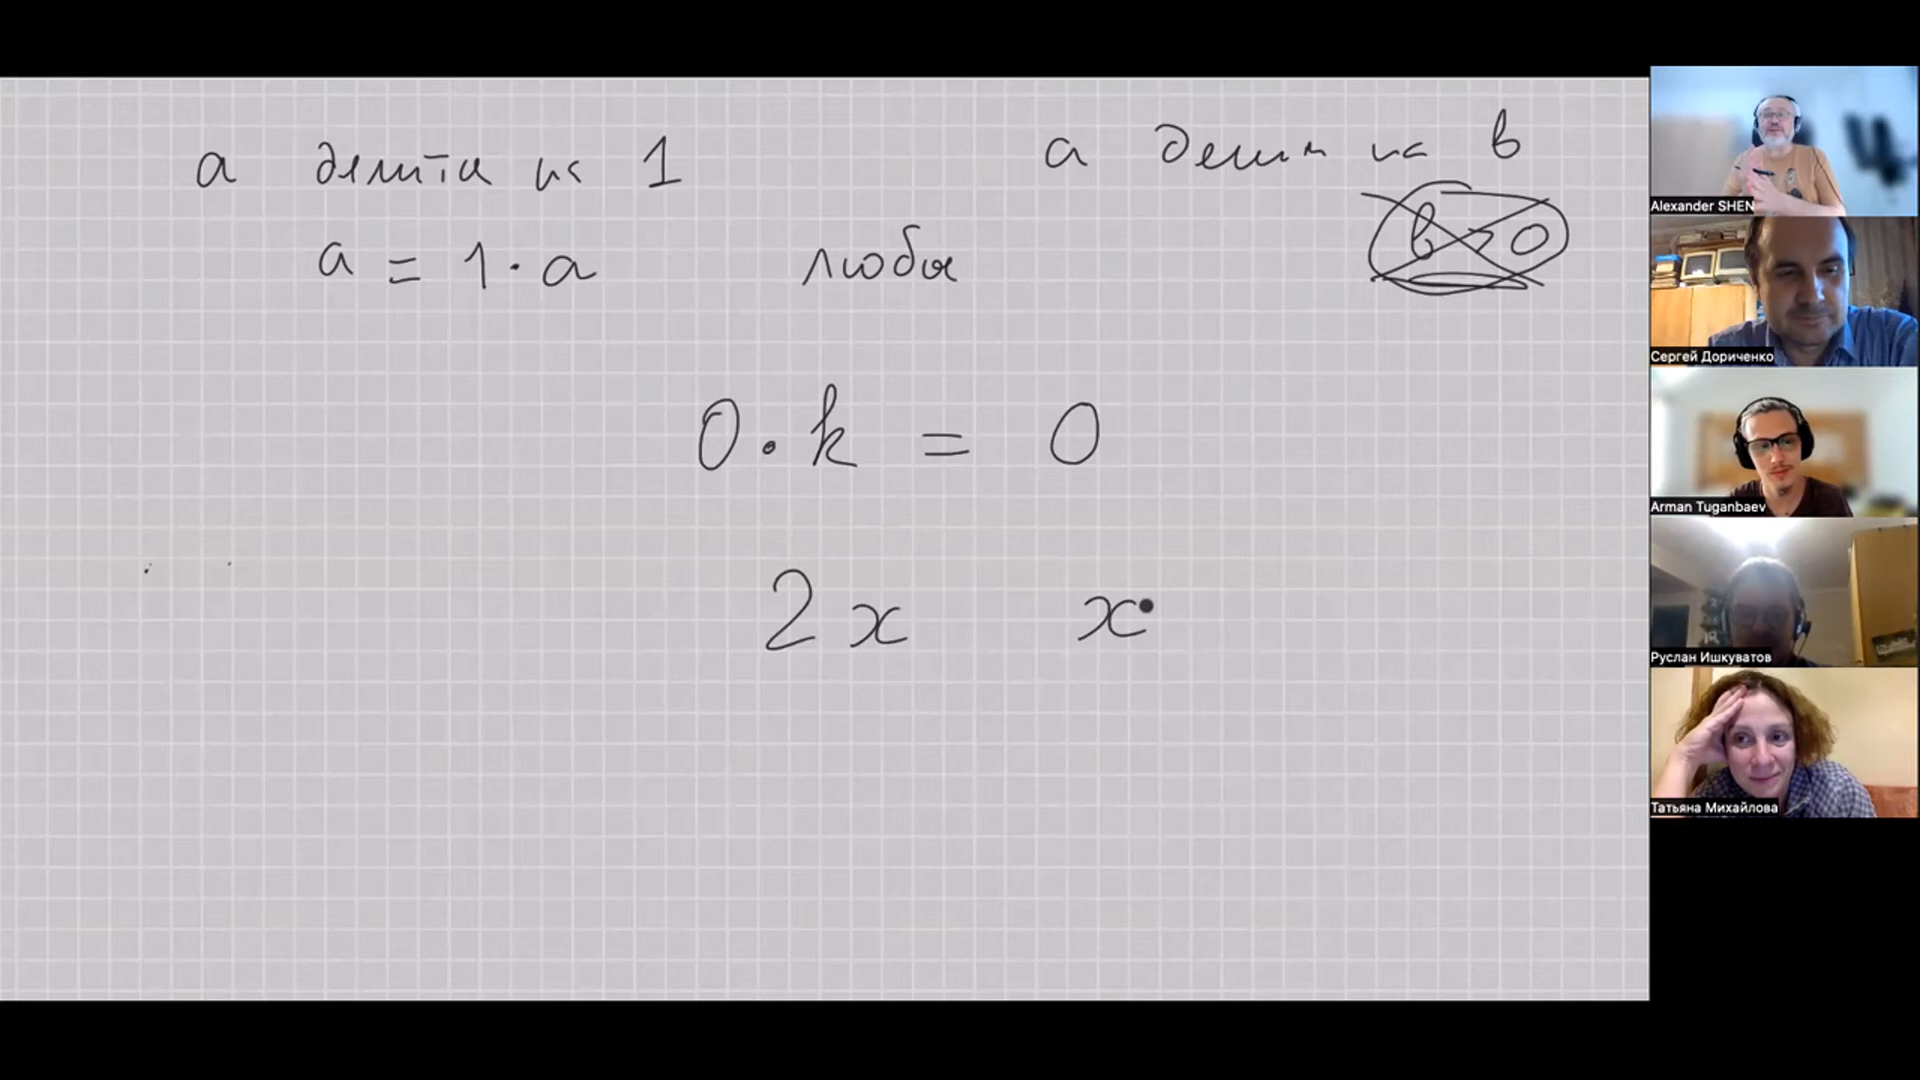 a делится на 1
a делится на b
b ≠ 0
a = 1 · a любое
0 · k = 0
2x x
Alexander SHEN
Сергей Дориченко
Arman Tuganbaev
Руслан Ишкуватов
Татьяна Михайлова